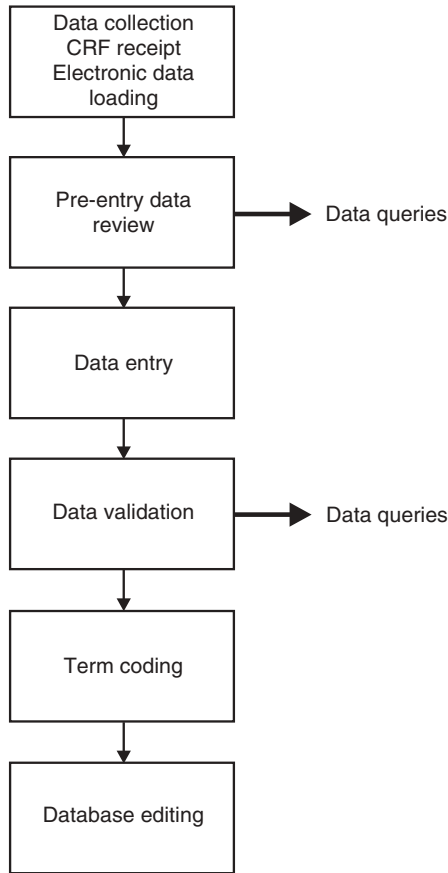 Data collection
CRF receipt
Electronic data
loading
Pre-entry data
review
Data queries
Data entry
Data validation
Data queries
Term coding
Database editing